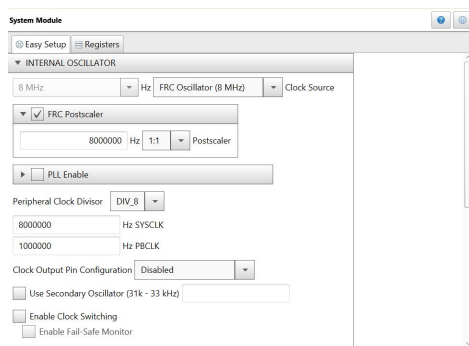 System Module
Easy Setup Registers
INTERNAL OSCILLATOR
8 MHz Hz FRC Oscillator (8 MHz) Clock Source
FRC Postscaler
8000000 Hz 1:1 Postscaler
PLL Enable
Peripheral Clock Divisor DIV_8
8000000 Hz SYSCLK
1000000 Hz PBCLK
Clock Output Pin Configuration Disabled
Use Secondary Oscillator (31k - 33 kHz)
Enable Clock Switching
Enable Fail-Safe Monitor